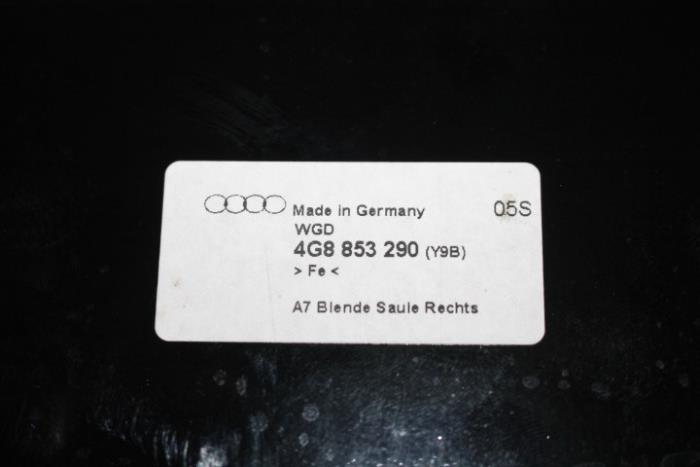 Made in Germany 05S
WGD
4G8 853 290 (Y9B)
> Fe <
A7 Blende Saule Rechts